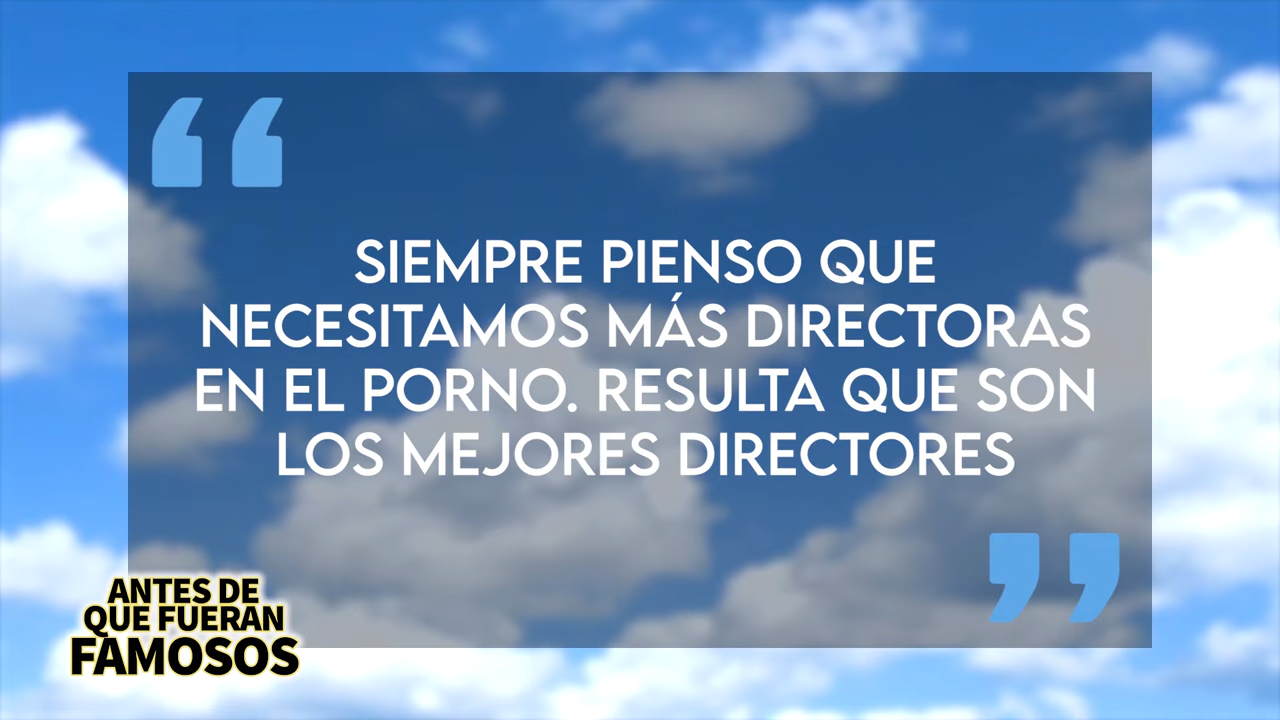 “
SIEMPRE PIENSO QUE
NECESITAMOS MÁS DIRECTORAS
EN EL PORNO. RESULTA QUE SON
LOS MEJORES DIRECTORES
”
ANTES DE
QUE FUERAN
FAMOSOS